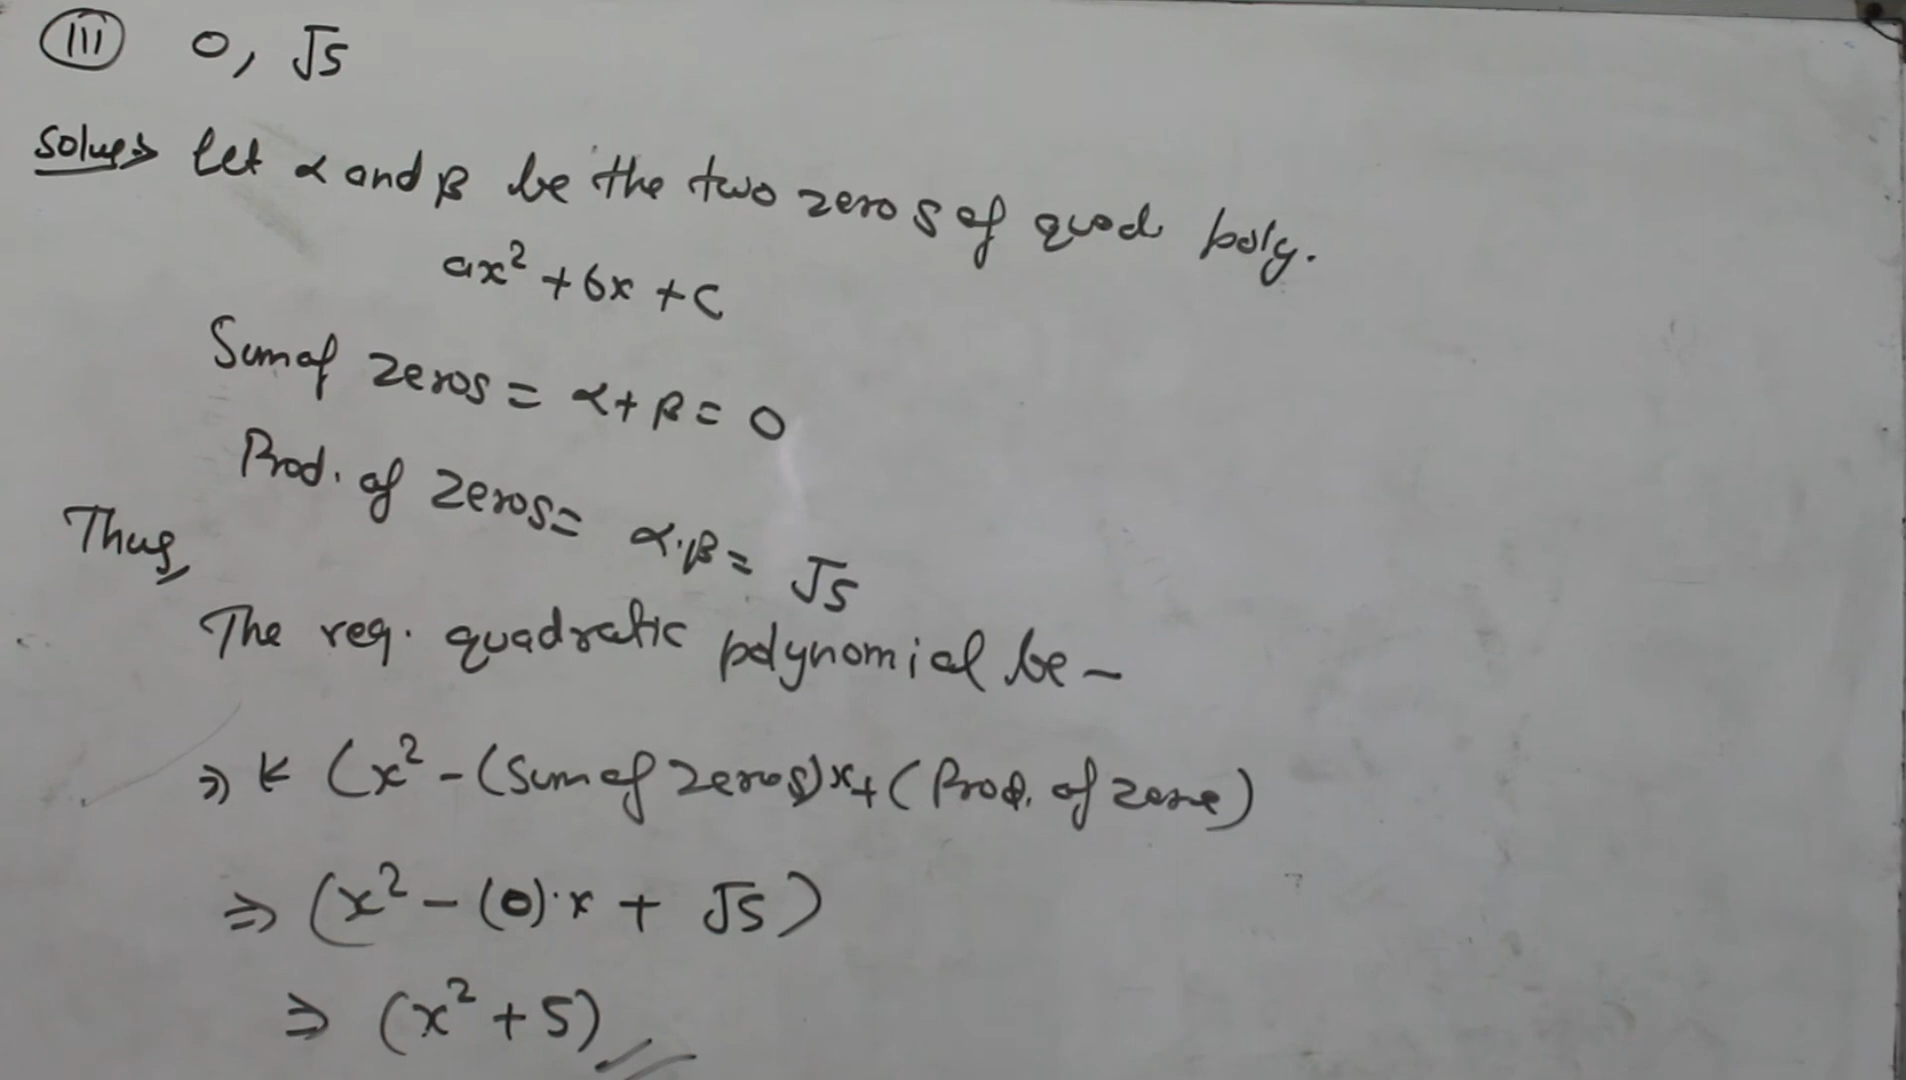 (iii) 0, √5
Soln⇒ let α and β be the two zeros of quad poly.
ax² + bx + c
Sum of zeros = α + β = 0
Prod. of zeros = α.β = √5
Thus,
The req. quadratic polynomial be –
⇒ K (x² - (Sum of zeros)x + (Prod. of zeros)
⇒ (x² - (0).x + √5)
⇒ (x² + 5)